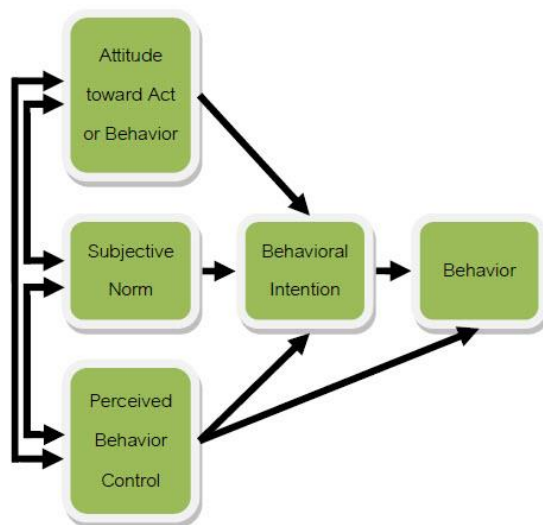 Attitude
toward Act
or Behavior
Subjective
Norm
Behavioral
Intention
Behavior
Perceived
Behavior
Control